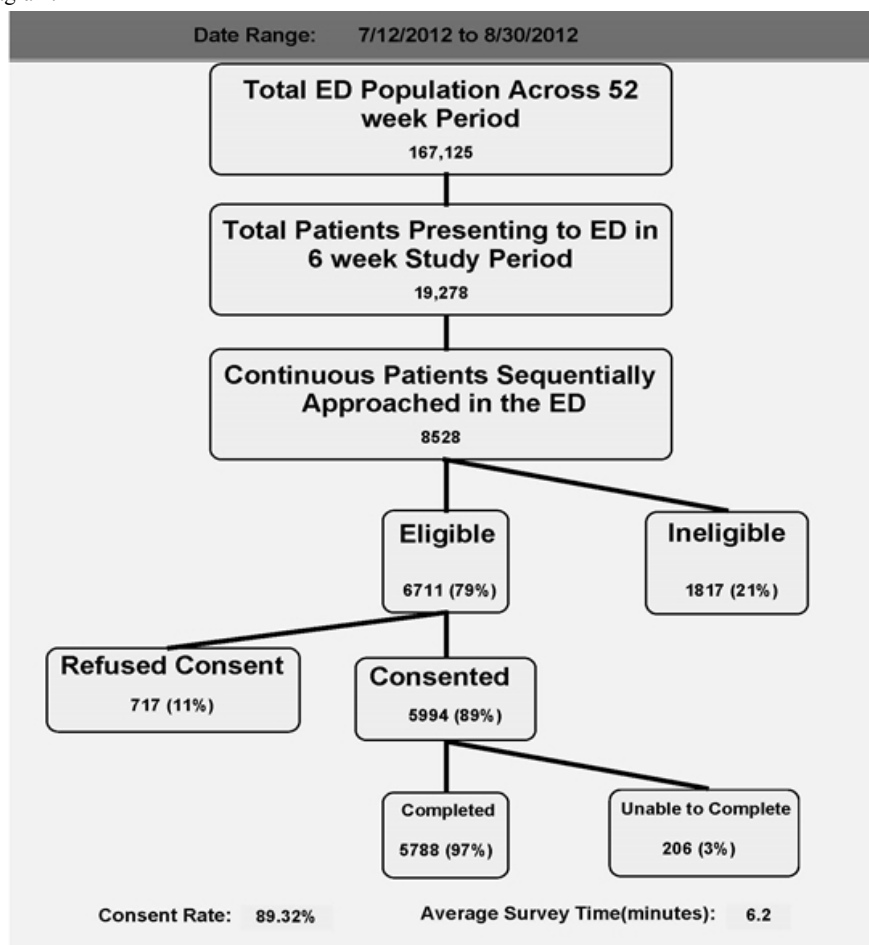 Date Range: 7/12/2012 to 8/30/2012
Total ED Population Across 52
week Period
167,125
Total Patients Presenting to ED in
6 week Study Period
19,278
Continuous Patients Sequentially
Approached in the ED
8528
Eligible
6711 (79%)
Ineligible
1817 (21%)
Refused Consent
717 (11%)
Consented
5994 (89%)
Completed
5788 (97%)
Unable to Complete
206 (3%)
Consent Rate: 89.32%
Average Survey Time(minutes): 6.2